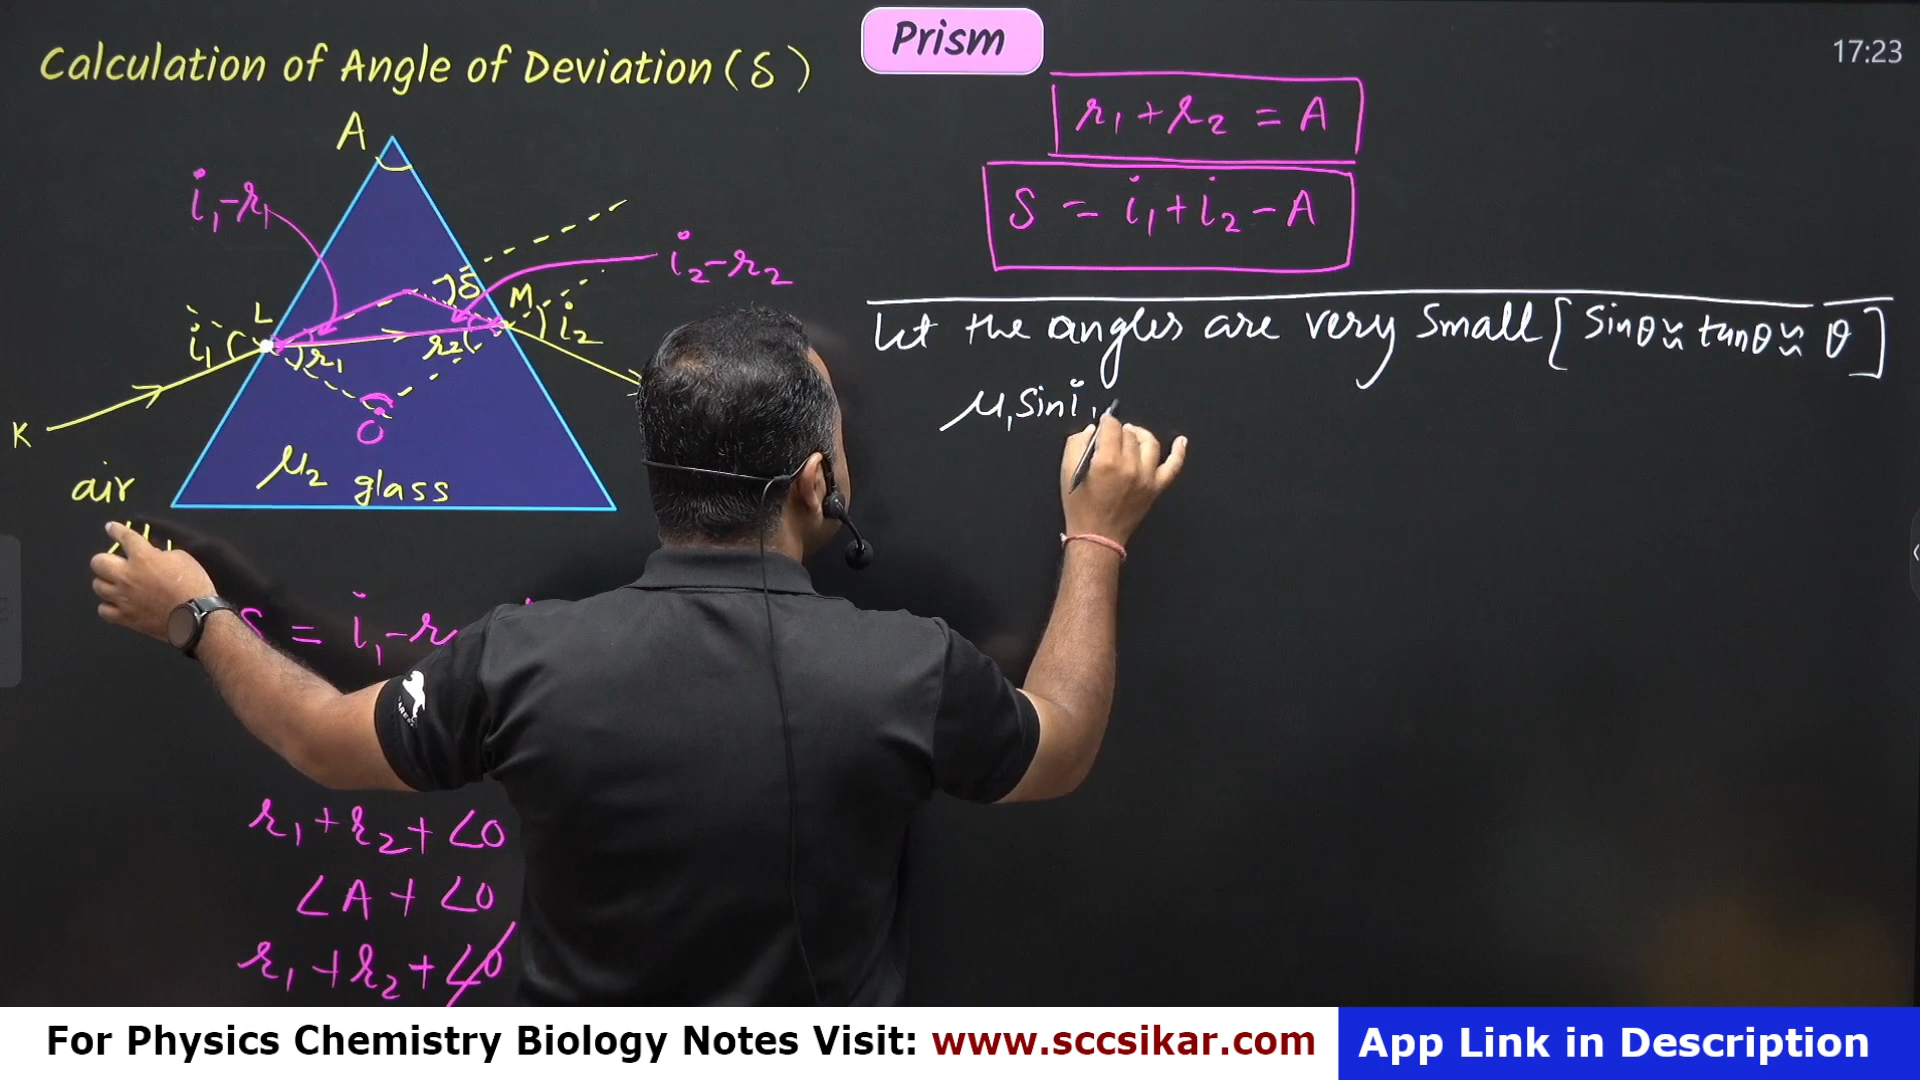 Prism
17:23
Calculation of Angle of Deviation (δ)
r₁ + r₂ = A
δ = i₁ + i₂ - A
A
i₁-r₁
i₂-r₂
δ
M
L
i₁
r₁
r₂
i₂
O
K
μ₂ glass
air
μ₁
Let the angles are very small [sinθ ≈ tanθ ≈ θ]
μ₁ sin i₁
δ = i₁-r
r₁ + r₂ + ∠O
∠A + ∠O
r₁ + r₂ + ∠O
For Physics Chemistry Biology Notes Visit: www.sccsikar.com
App Link in Description